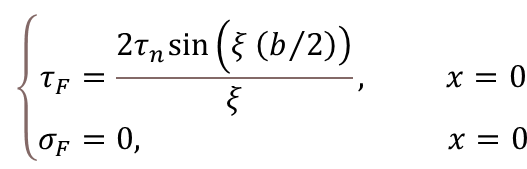 τ_F = 2τ_n sin(ξ (b/2)) / ξ, x = 0
σ_F = 0, x = 0